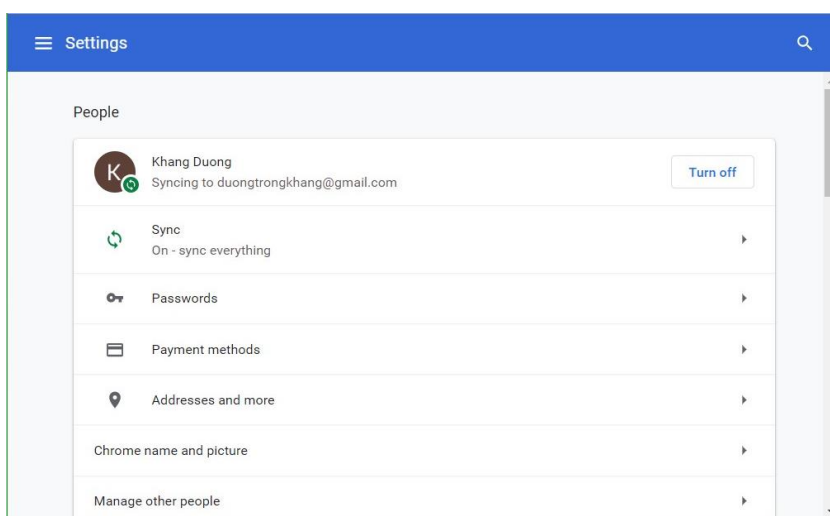 Settings
People
K
Khang Duong
Syncing to duongtrongkhang@gmail.com
Turn off
Sync
On - sync everything
Passwords
Payment methods
Addresses and more
Chrome name and picture
Manage other people